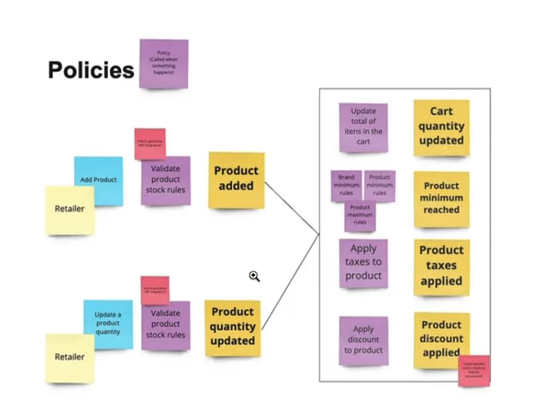 Policies
Policy
(Called when
something
happens)
Add Product
Validate
product
stock rules
Product
added
Retailer
Update a
product
quantity
Validate
product
stock rules
Product
quantity
updated
Retailer
Update
total of
itens in the
cart
Cart
quantity
updated
Brand
minimum
rules
Product
minimum
rules
Product
maximum
rules
Product
minimum
reached
Apply
taxes to
product
Product
taxes
applied
Apply
discount
to product
Product
discount
applied